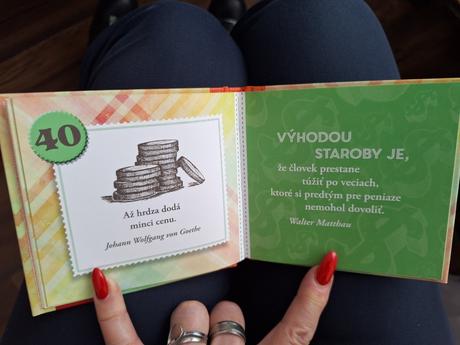 40
Až hrdza dodá
minci cenu.
Johann Wolfgang von Goethe
VÝHODOU
STAROBY JE,
že človek prestane
túžiť po veciach,
ktoré si predtým pre peniaze
nemohol dovoliť.
Walter Matthau